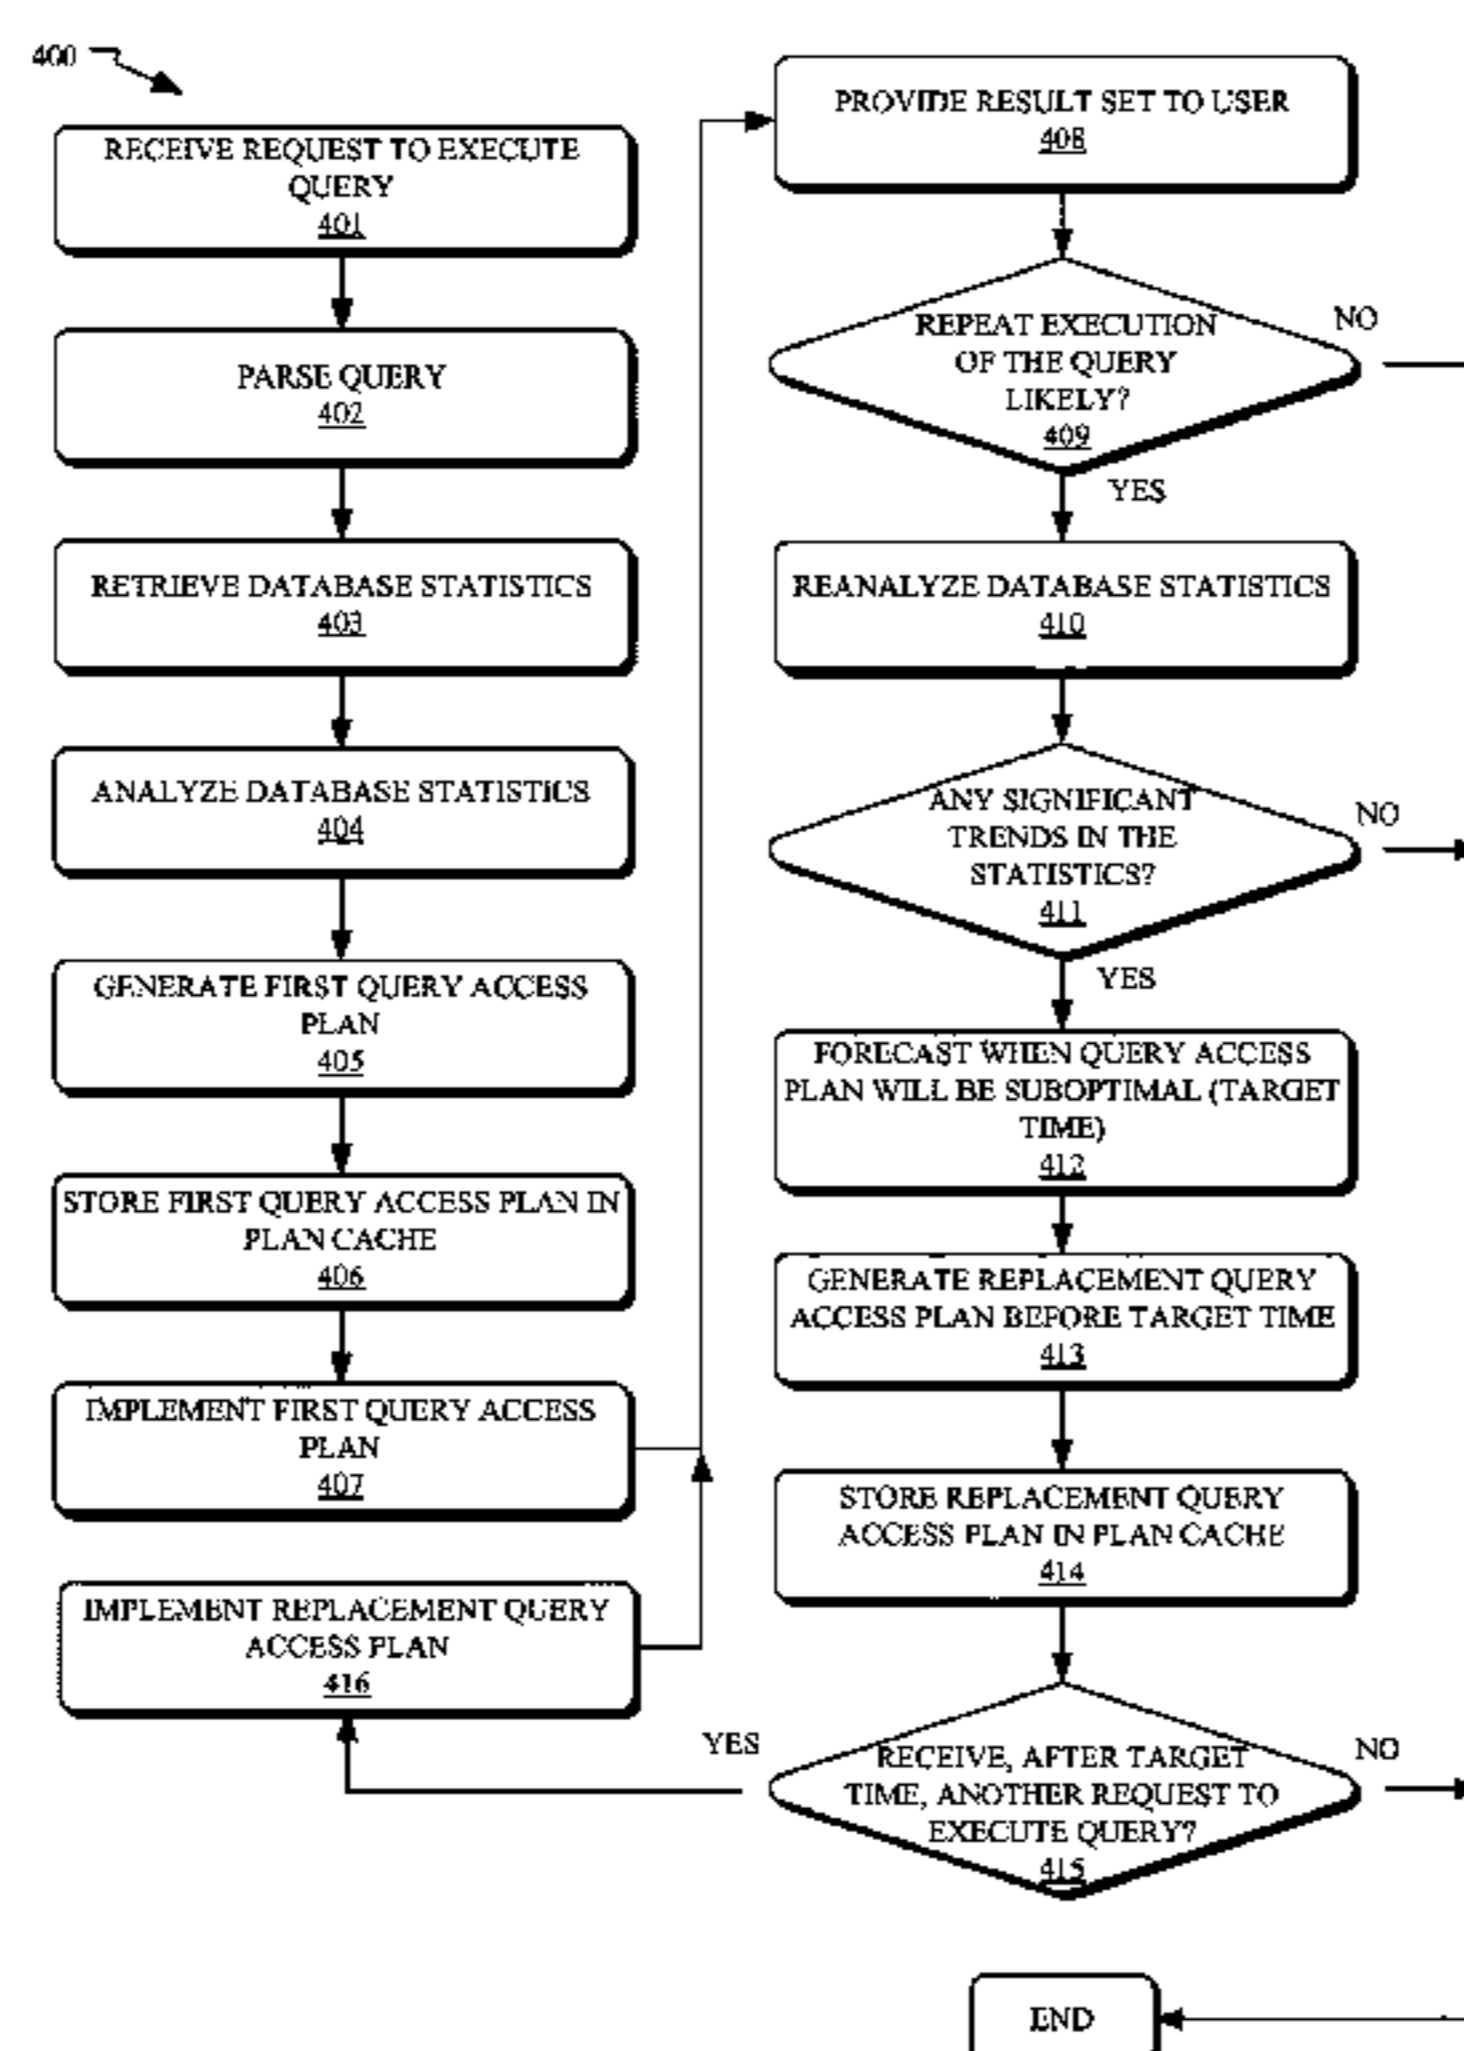 400
RECEIVE REQUEST TO EXECUTE
QUERY
401
PARSE QUERY
402
RETRIEVE DATABASE STATISTICS
403
ANALYZE DATABASE STATISTICS
404
GENERATE FIRST QUERY ACCESS
PLAN
405
STORE FIRST QUERY ACCESS PLAN IN
PLAN CACHE
406
IMPLEMENT FIRST QUERY ACCESS
PLAN
407
IMPLEMENT REPLACEMENT QUERY
ACCESS PLAN
416
PROVIDE RESULT SET TO USER
408
REPEAT EXECUTION
OF THE QUERY
LIKELY?
409
NO
YES
REANALYZE DATABASE STATISTICS
410
ANY SIGNIFICANT
TRENDS IN THE
STATISTICS?
411
NO
YES
FORECAST WHEN QUERY ACCESS
PLAN WILL BE SUBOPTIMAL (TARGET
TIME)
412
GENERATE REPLACEMENT QUERY
ACCESS PLAN BEFORE TARGET TIME
413
STORE REPLACEMENT QUERY
ACCESS PLAN IN PLAN CACHE
414
YES
RECEIVE, AFTER TARGET
TIME, ANOTHER REQUEST TO
EXECUTE QUERY?
415
NO
END